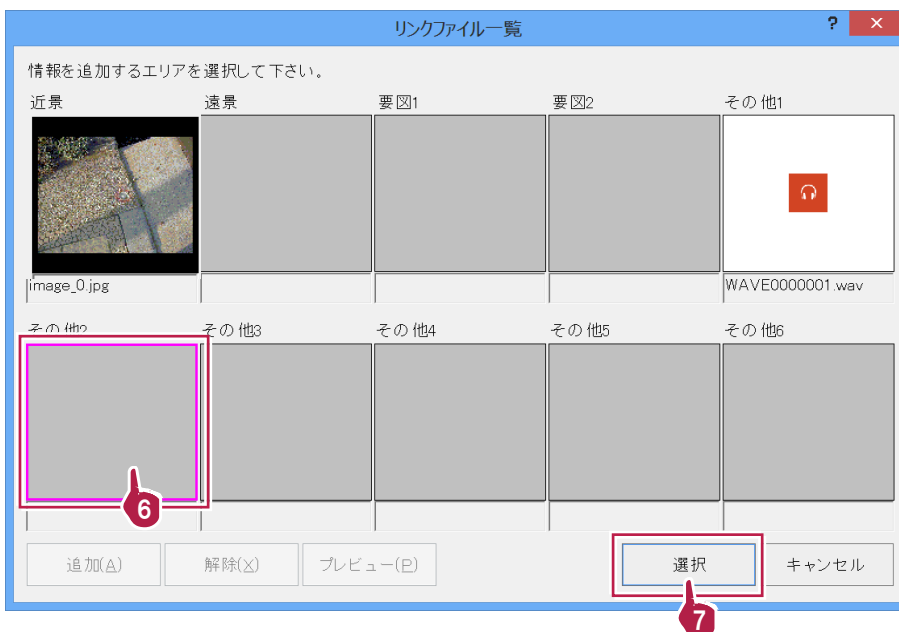 リンクファイル一覧
?
×
情報を追加するエリアを選択して下さい。
近景 遠景 要図1 要図2 その他1
image_0.jpg WAVE0000001.wav
その他2 その他3 その他4 その他5 その他6
6
追加(A) 解除(X) プレビュー(P) 選択 キャンセル
7